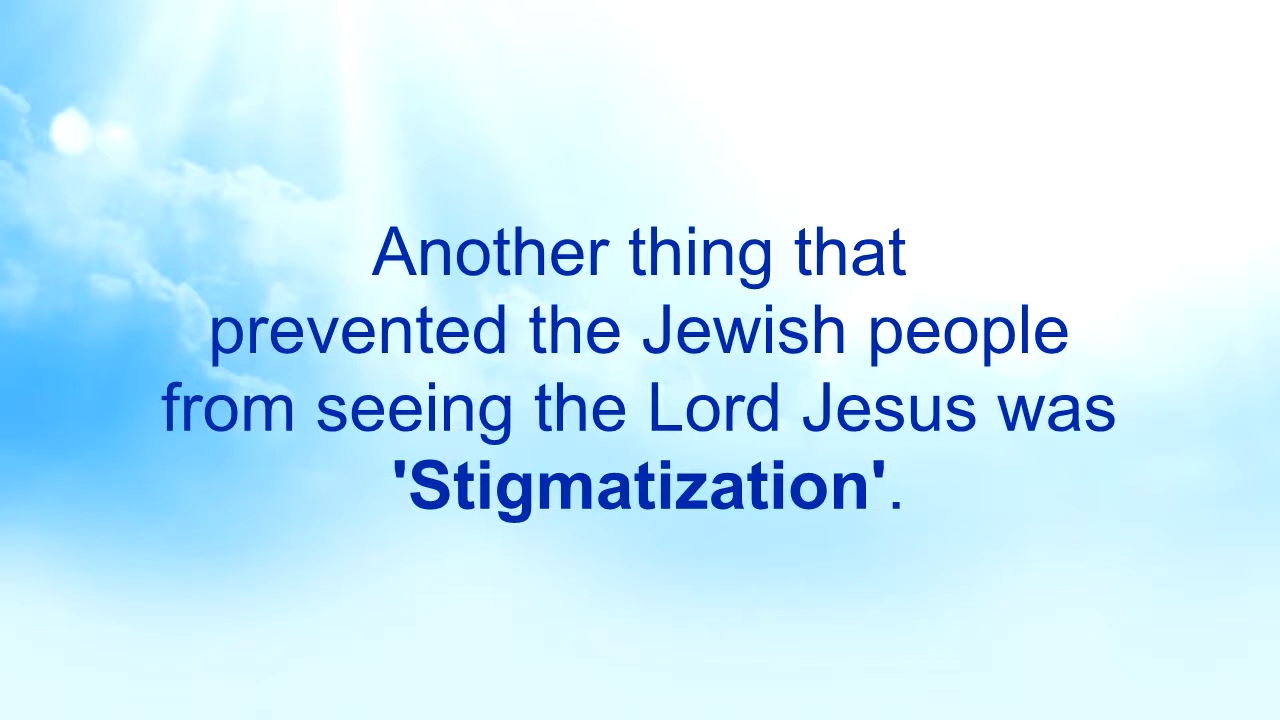 Another thing that
prevented the Jewish people
from seeing the Lord Jesus was
'Stigmatization'.